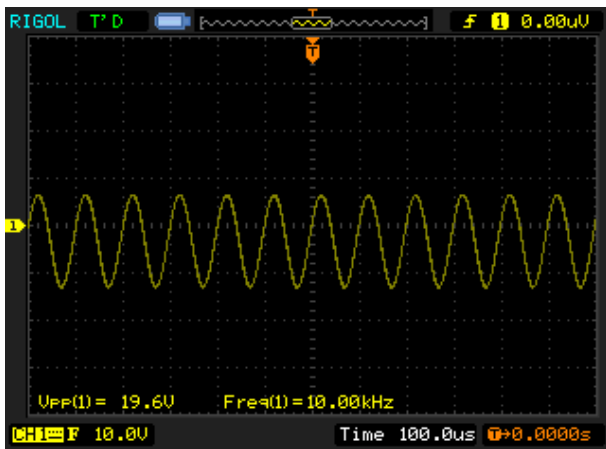 RIGOL T'D T ƒ 1 0.00uV
T
1
Vpp(1)= 19.6V Freq(1)=10.00kHz
CH1 F 10.0V Time 100.0us T→0.0000s